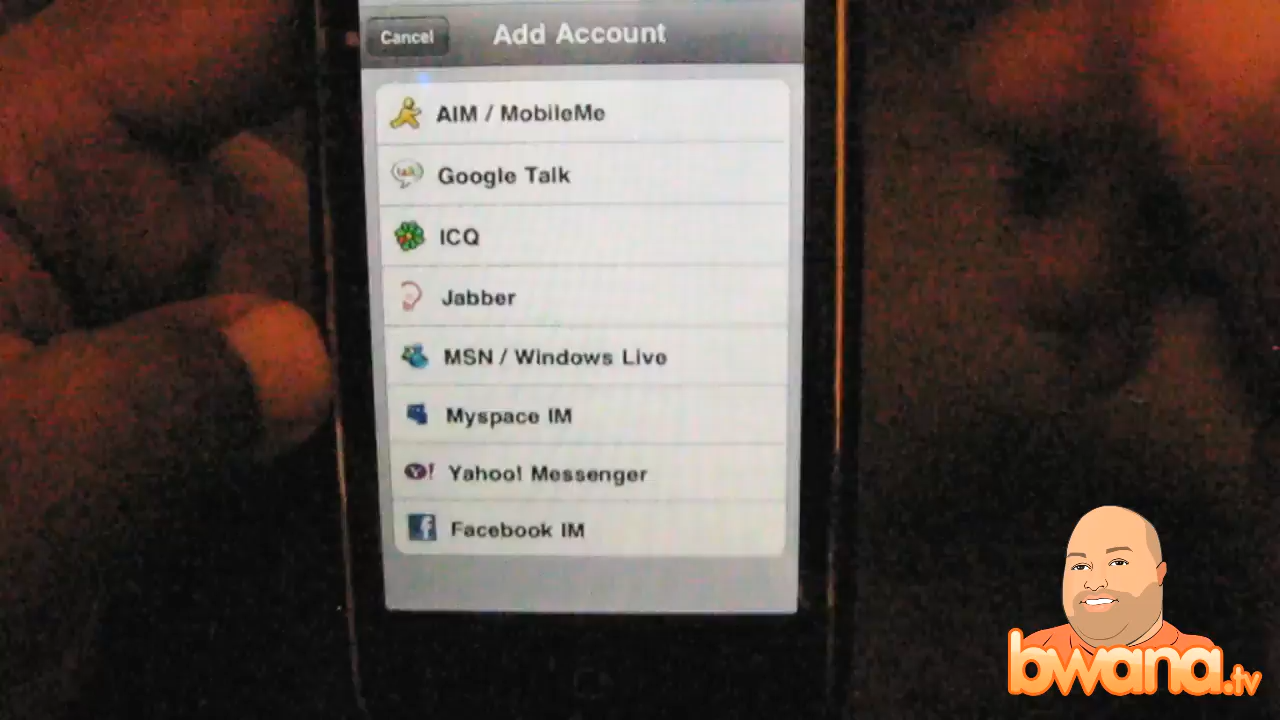 Cancel
Add Account
AIM / MobileMe
talk
Google Talk
ICQ
Jabber
MSN / Windows Live
Myspace IM
Y!
Yahoo! Messenger
f
Facebook IM
bwana.tv